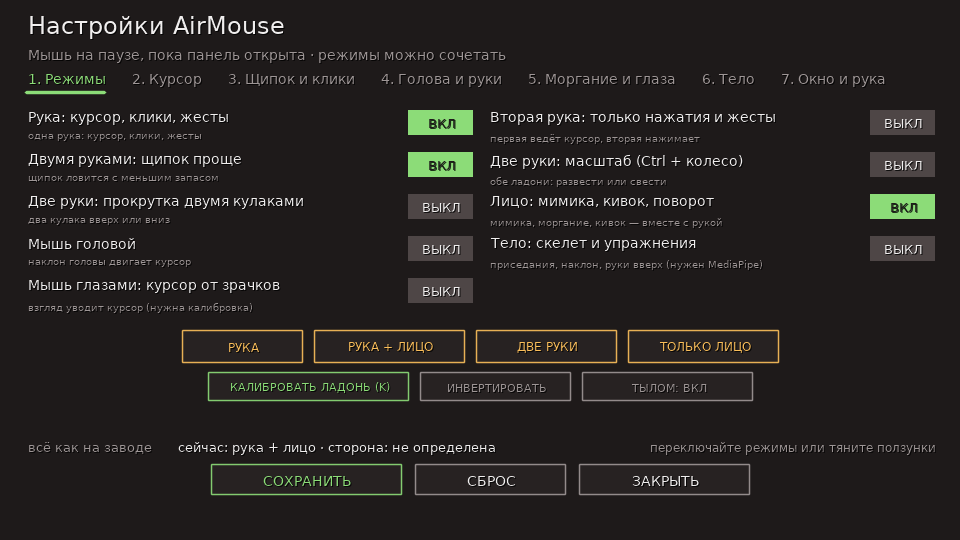 Настройки AirMouse
Мышь на паузе, пока панель открыта · режимы можно сочетать
1. Режимы 2. Курсор 3. Щипок и клики 4. Голова и руки 5. Моргание и глаза 6. Тело 7. Окно и рука
Рука: курсор, клики, жесты ВКЛ
одна рука: курсор, клики, жесты
Двумя руками: щипок проще ВКЛ
щипок ловится с меньшим запасом
Две руки: прокрутка двумя кулаками ВЫКЛ
два кулака вверх или вниз
Мышь головой ВЫКЛ
наклон головы двигает курсор
Мышь глазами: курсор от зрачков ВЫКЛ
взгляд уводит курсор (нужна калибровка)
Вторая рука: только нажатия и жесты ВЫКЛ
первая ведёт курсор, вторая нажимает
Две руки: масштаб (Ctrl + колесо) ВЫКЛ
обе ладони: развести или свести
Лицо: мимика, кивок, поворот ВКЛ
мимика, моргание, кивок — вместе с рукой
Тело: скелет и упражнения ВЫКЛ
приседания, наклон, руки вверх (нужен MediaPipe)
РУКА РУКА + ЛИЦО ДВЕ РУКИ ТОЛЬКО ЛИЦО
КАЛИБРОВАТЬ ЛАДОНЬ (K) ИНВЕРТИРОВАТЬ ТЫЛОМ: ВКЛ
всё как на заводе сейчас: рука + лицо · сторона: не определена переключайте режимы или тяните ползунки
СОХРАНИТЬ СБРОС ЗАКРЫТЬ